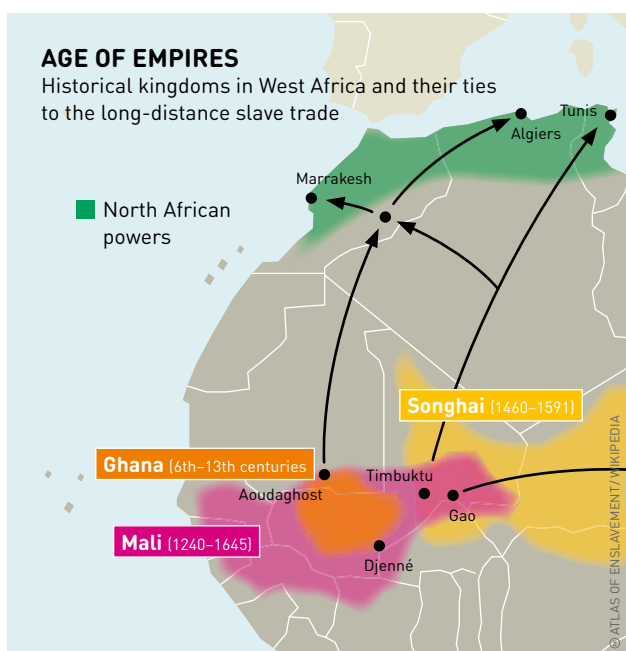 AGE OF EMPIRES
Historical kingdoms in West Africa and their ties
to the long-distance slave trade
Tunis
Algiers
Marrakesh
North African
powers
Songhai (1460–1591)
Ghana (6th–13th centuries
Timbuktu
Aoudaghost
Gao
Mali (1240–1645)
Djenné
© ATLAS OF ENSLAVEMENT/WIKIPEDIA